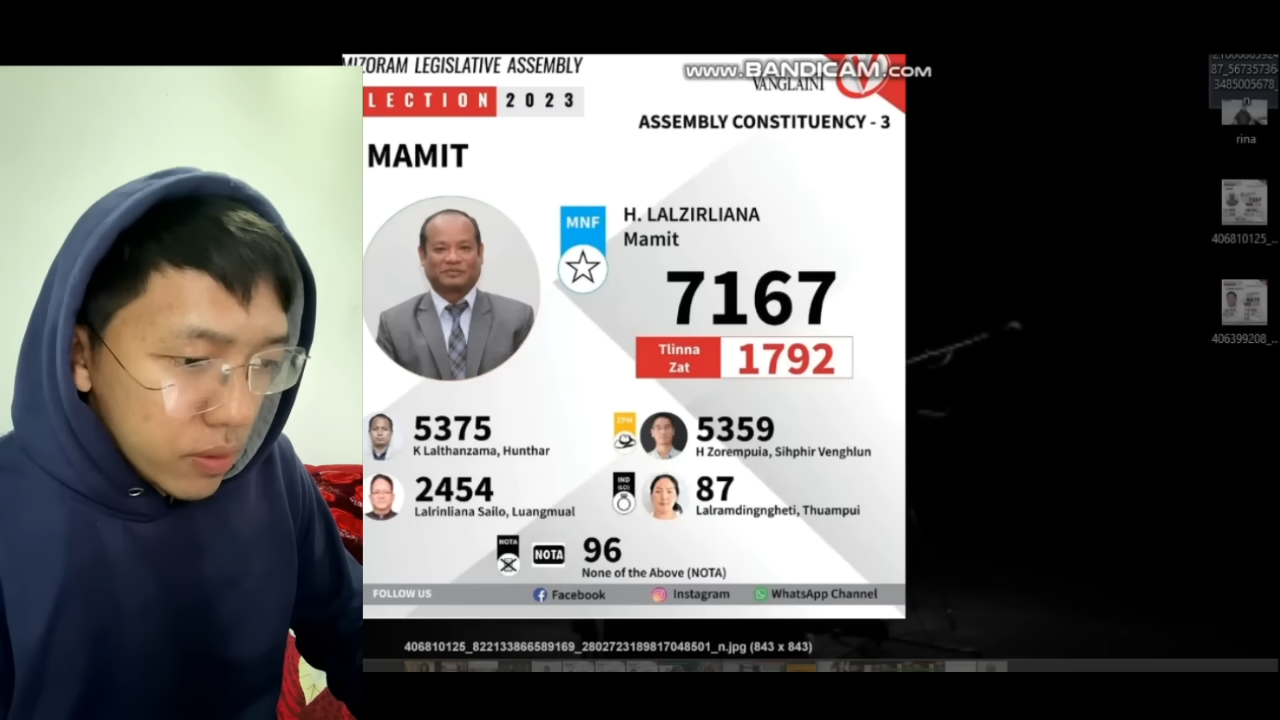 MIZORAM LEGISLATIVE ASSEMBLY
LECTION 2023
www.BANDICAM.com
VANGLAINI
ASSEMBLY CONSTITUENCY - 3
MAMIT
MNF
H. LALZIRLIANA
Mamit
7167
Tlinna
Zat
1792
5375
K Lalthanzama, Hunthar
ZPM
5359
H Zorempuia, Sihphir Venghlun
2454
Lalrinliana Sailo, Luangmual
IND
87
Lalramdingngheti, Thuampui
NOTA
NOTA
96
None of the Above (NOTA)
FOLLOW US
Facebook
Instagram
WhatsApp Channel
406810125_822133866589169_2802723189817048501_n.jpg (843 x 843)
87_56735736
3485005678_
n
rina
406810125_...
406399208_...